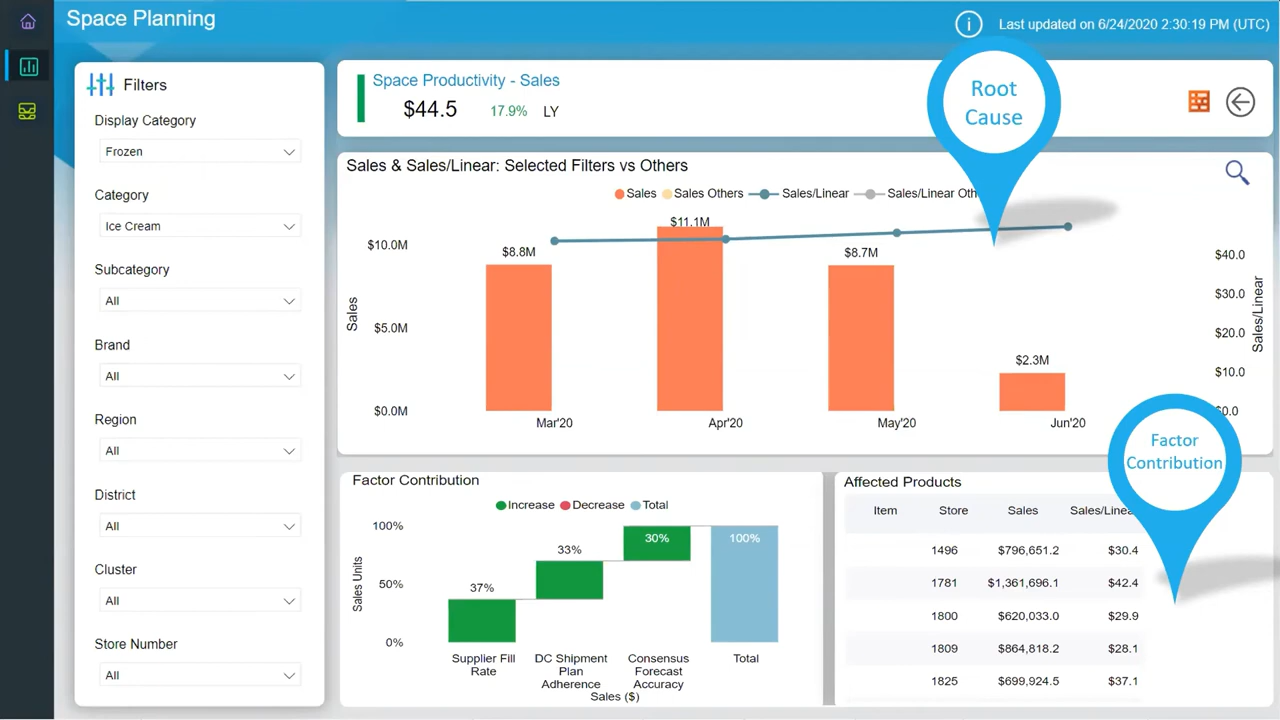 Space Planning
Last updated on 6/24/2020 2:30:19 PM (UTC)
Filters
Display Category
Frozen
Category
Ice Cream
Subcategory
All
Brand
All
Region
All
District
All
Cluster
All
Store Number
All
Space Productivity - Sales
$44.5 17.9% LY
Root
Cause
Sales & Sales/Linear: Selected Filters vs Others
Sales Sales Others Sales/Linear Sales/Linear Oth
$11.1M
$10.0M $8.8M $8.7M $40.0
$30.0
Sales $5.0M $20.0 Sales/Linear
$2.3M
$10.0
$0.0M $0.0
Mar'20 Apr'20 May'20 Jun'20
Factor
Contribution
Factor Contribution
Increase Decrease Total
100% 30% 100%
33%
Sales Units 50% 37%
0%
Supplier Fill Rate
DC Shipment Plan Adherence
Consensus Forecast Accuracy
Total
Sales ($)
Affected Products
Item Store Sales Sales/Linea
1496 $796,651.2 $30.4
1781 $1,361,696.1 $42.4
1800 $620,033.0 $29.9
1809 $864,818.2 $28.1
1825 $699,924.5 $37.1